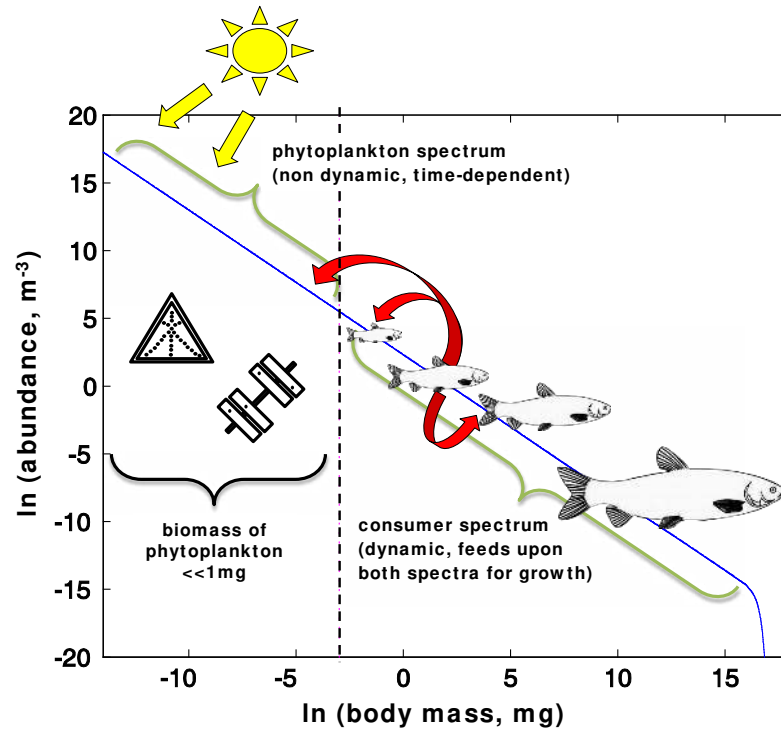 20
15
10
5
0
-5
-10
-15
-20
ln (abundance, m-3)
phytoplankton spectrum
(non dynamic, time-dependent)
biomass of
phytoplankton
<<1mg
consumer spectrum
(dynamic, feeds upon
both spectra for growth)
-10
-5
0
5
10
15
ln (body mass, mg)